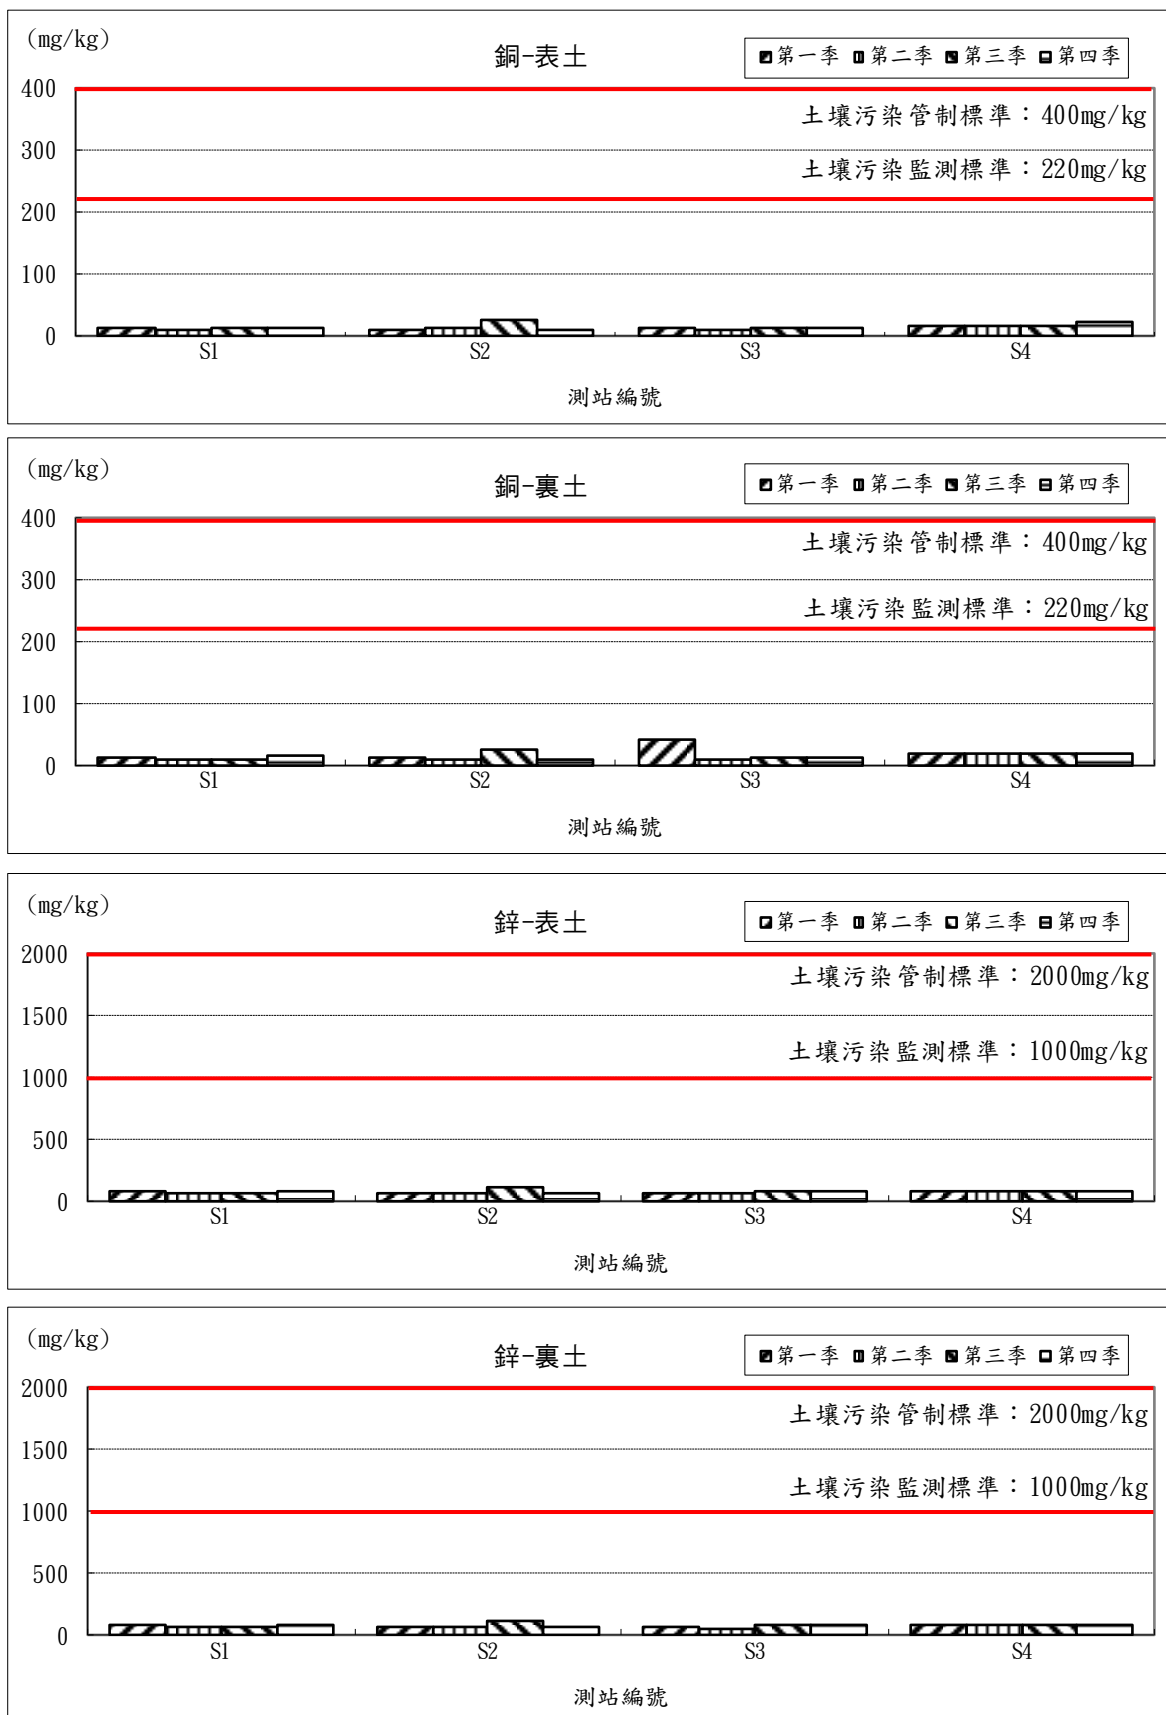 (mg/kg)
銅-表土
第一季 第二季 第三季 第四季
400
土壤污染管制標準：400mg/kg
300
土壤污染監測標準：220mg/kg
200
100
0
S1 S2 S3 S4
測站編號
(mg/kg)
銅-裏土
第一季 第二季 第三季 第四季
400
土壤污染管制標準：400mg/kg
300
土壤污染監測標準：220mg/kg
200
100
0
S1 S2 S3 S4
測站編號
(mg/kg)
鋅-表土
第一季 第二季 第三季 第四季
2000
土壤污染管制標準：2000mg/kg
1500
土壤污染監測標準：1000mg/kg
1000
500
0
S1 S2 S3 S4
測站編號
(mg/kg)
鋅-裏土
第一季 第二季 第三季 第四季
2000
土壤污染管制標準：2000mg/kg
1500
土壤污染監測標準：1000mg/kg
1000
500
0
S1 S2 S3 S4
測站編號